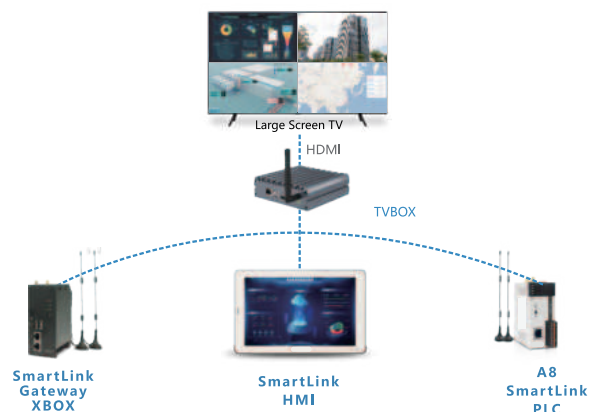 Large Screen TV
HDMI
TVBOX
SmartLink
Gateway
XBOX
SmartLink
HMI
A8
SmartLink
PLC